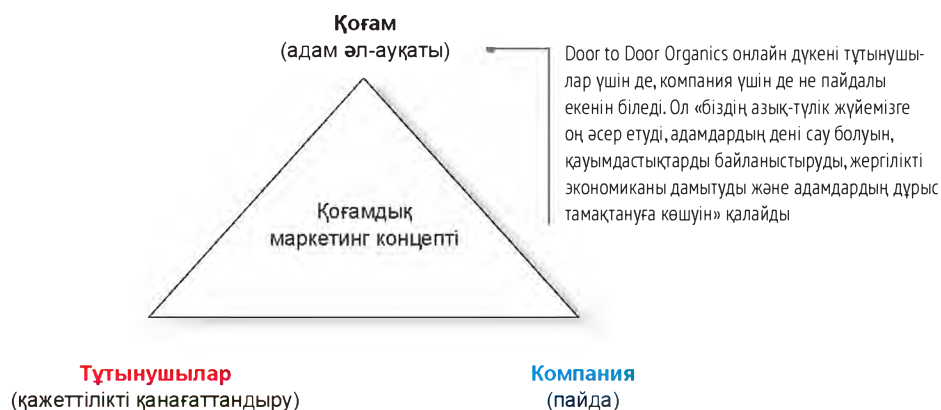 Қоғам
(адам әл-ауқаты)
Door to Door Organics онлайн дүкені тұтынушы-
лар үшін де, компания үшін де не пайдалы
екенін біледі. Ол «біздің азық-түлік жүйемізге
оң әсер етуді, адамдардың дені сау болуын,
қауымдастықтарды байланыстыруды, жергілікті
экономиканы дамытуды және адамдардың дұрыс
тамақтануға көшуін» қалайды
Қоғамдық
маркетинг концепті
Тұтынушылар
(қажеттілікті қанағаттандыру)
Компания
(пайда)